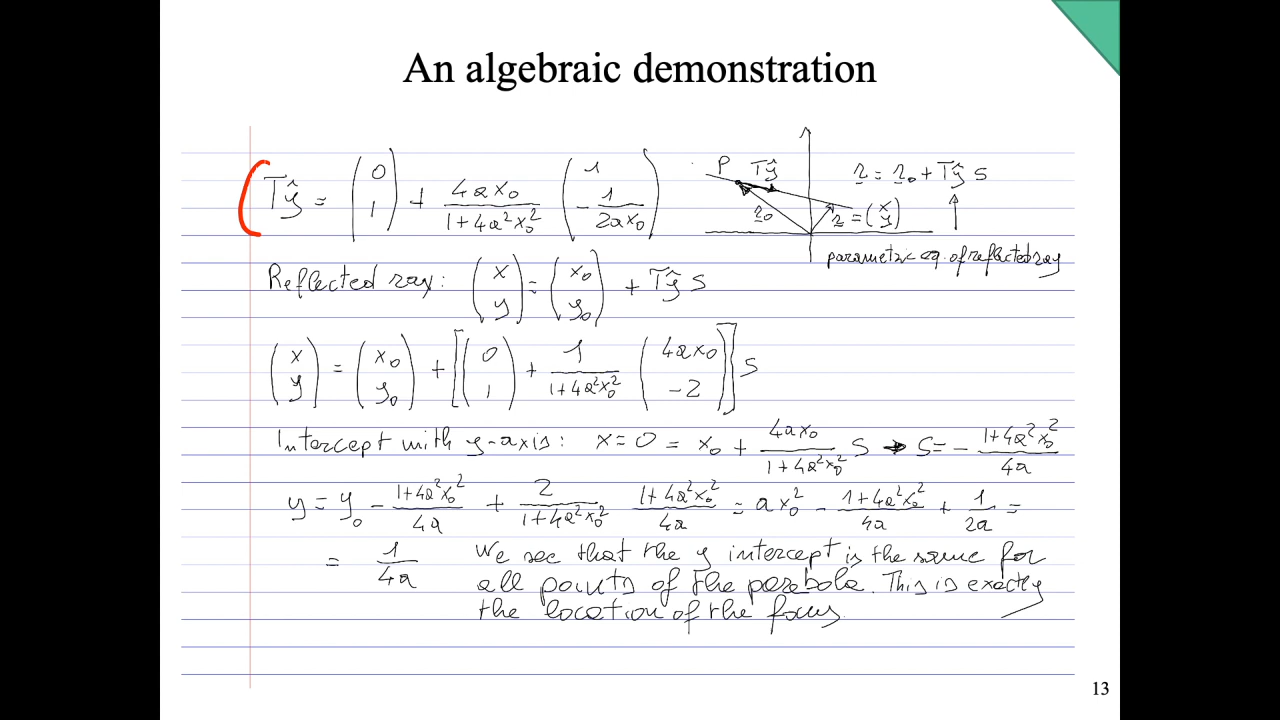 An algebraic demonstration
Tŷ = (0 1) + 4ax₀/(1+4a²x₀²) (1 -1/(2ax₀))
P Tŷ r = r₀ + Tŷ s
r₀ r = (x y)
parametric eq. of reflected ray
Reflected ray: (x y) = (x₀ y₀) + Tŷ s
(x y) = (x₀ y₀) + [(0 1) + 1/(1+4a²x₀²) (4ax₀ -2)] s
Intercept with y-axis: x=0 = x₀ + 4ax₀/(1+4a²x₀²) s → s = - (1+4a²x₀²)/4a
y = y₀ - (1+4a²x₀²)/4a + 2/(1+4a²x₀²) (1+4a²x₀²)/4a = ax₀² - (1+4a²x₀²)/4a + 1/2a =
= 1/4a We see that the y intercept is the same for
all points of the parabola. This is exactly
the location of the focus.
13